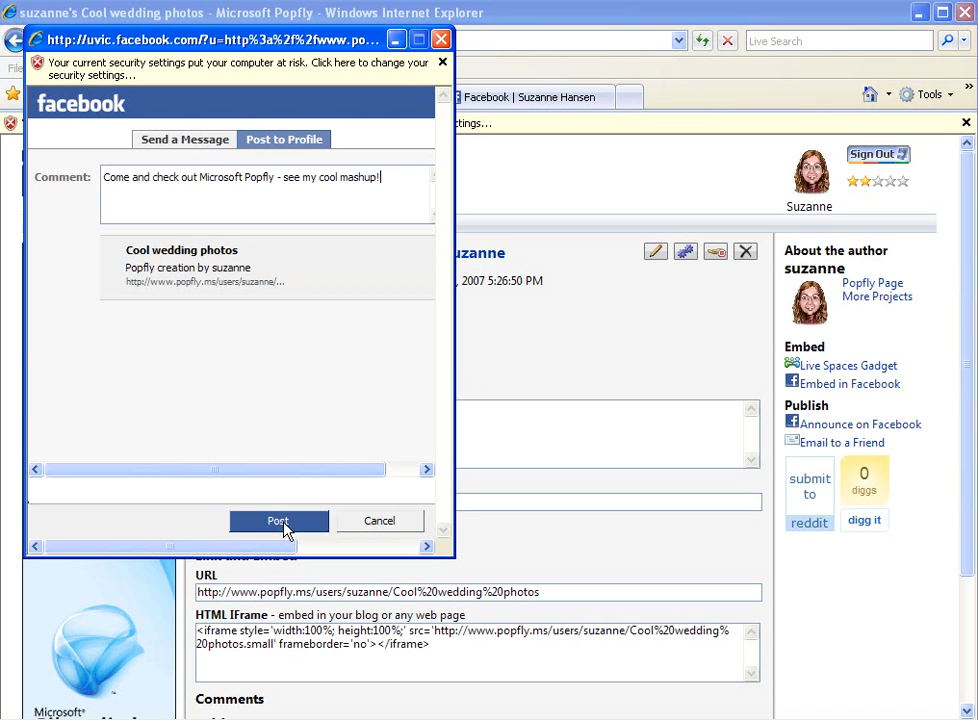 suzanne's Cool wedding photos - Microsoft Popfly - Windows Internet Explorer
http://uvic.facebook.com/?u=http%3a%2f%2fwww.po...
Live Search
Your current security settings put your computer at risk. Click here to change your
security settings...
Facebook | Suzanne Hansen
Tools
ttings...
facebook
Send a Message
Post to Profile
Sign Out
Comment:
Come and check out Microsoft Popfly - see my cool mashup!
Suzanne
Cool wedding photos
Popfly creation by suzanne
http://www.popfly.ms/users/suzanne/...
uzanne
, 2007 5:26:50 PM
About the author
suzanne
Popfly Page
More Projects
Embed
Live Spaces Gadget
Embed in Facebook
Publish
Announce on Facebook
Email to a Friend
submit
to
reddit
0
diggs
digg it
Post
Cancel
URL
http://www.popfly.ms/users/suzanne/Cool%20wedding%20photos
HTML IFrame - embed in your blog or any web page
<iframe style='width:100%; height:100%;' src='http://www.popfly.ms/users/suzanne/Cool%20wedding%
20photos.small' frameborder='no'></iframe>
Comments
Microsoft®